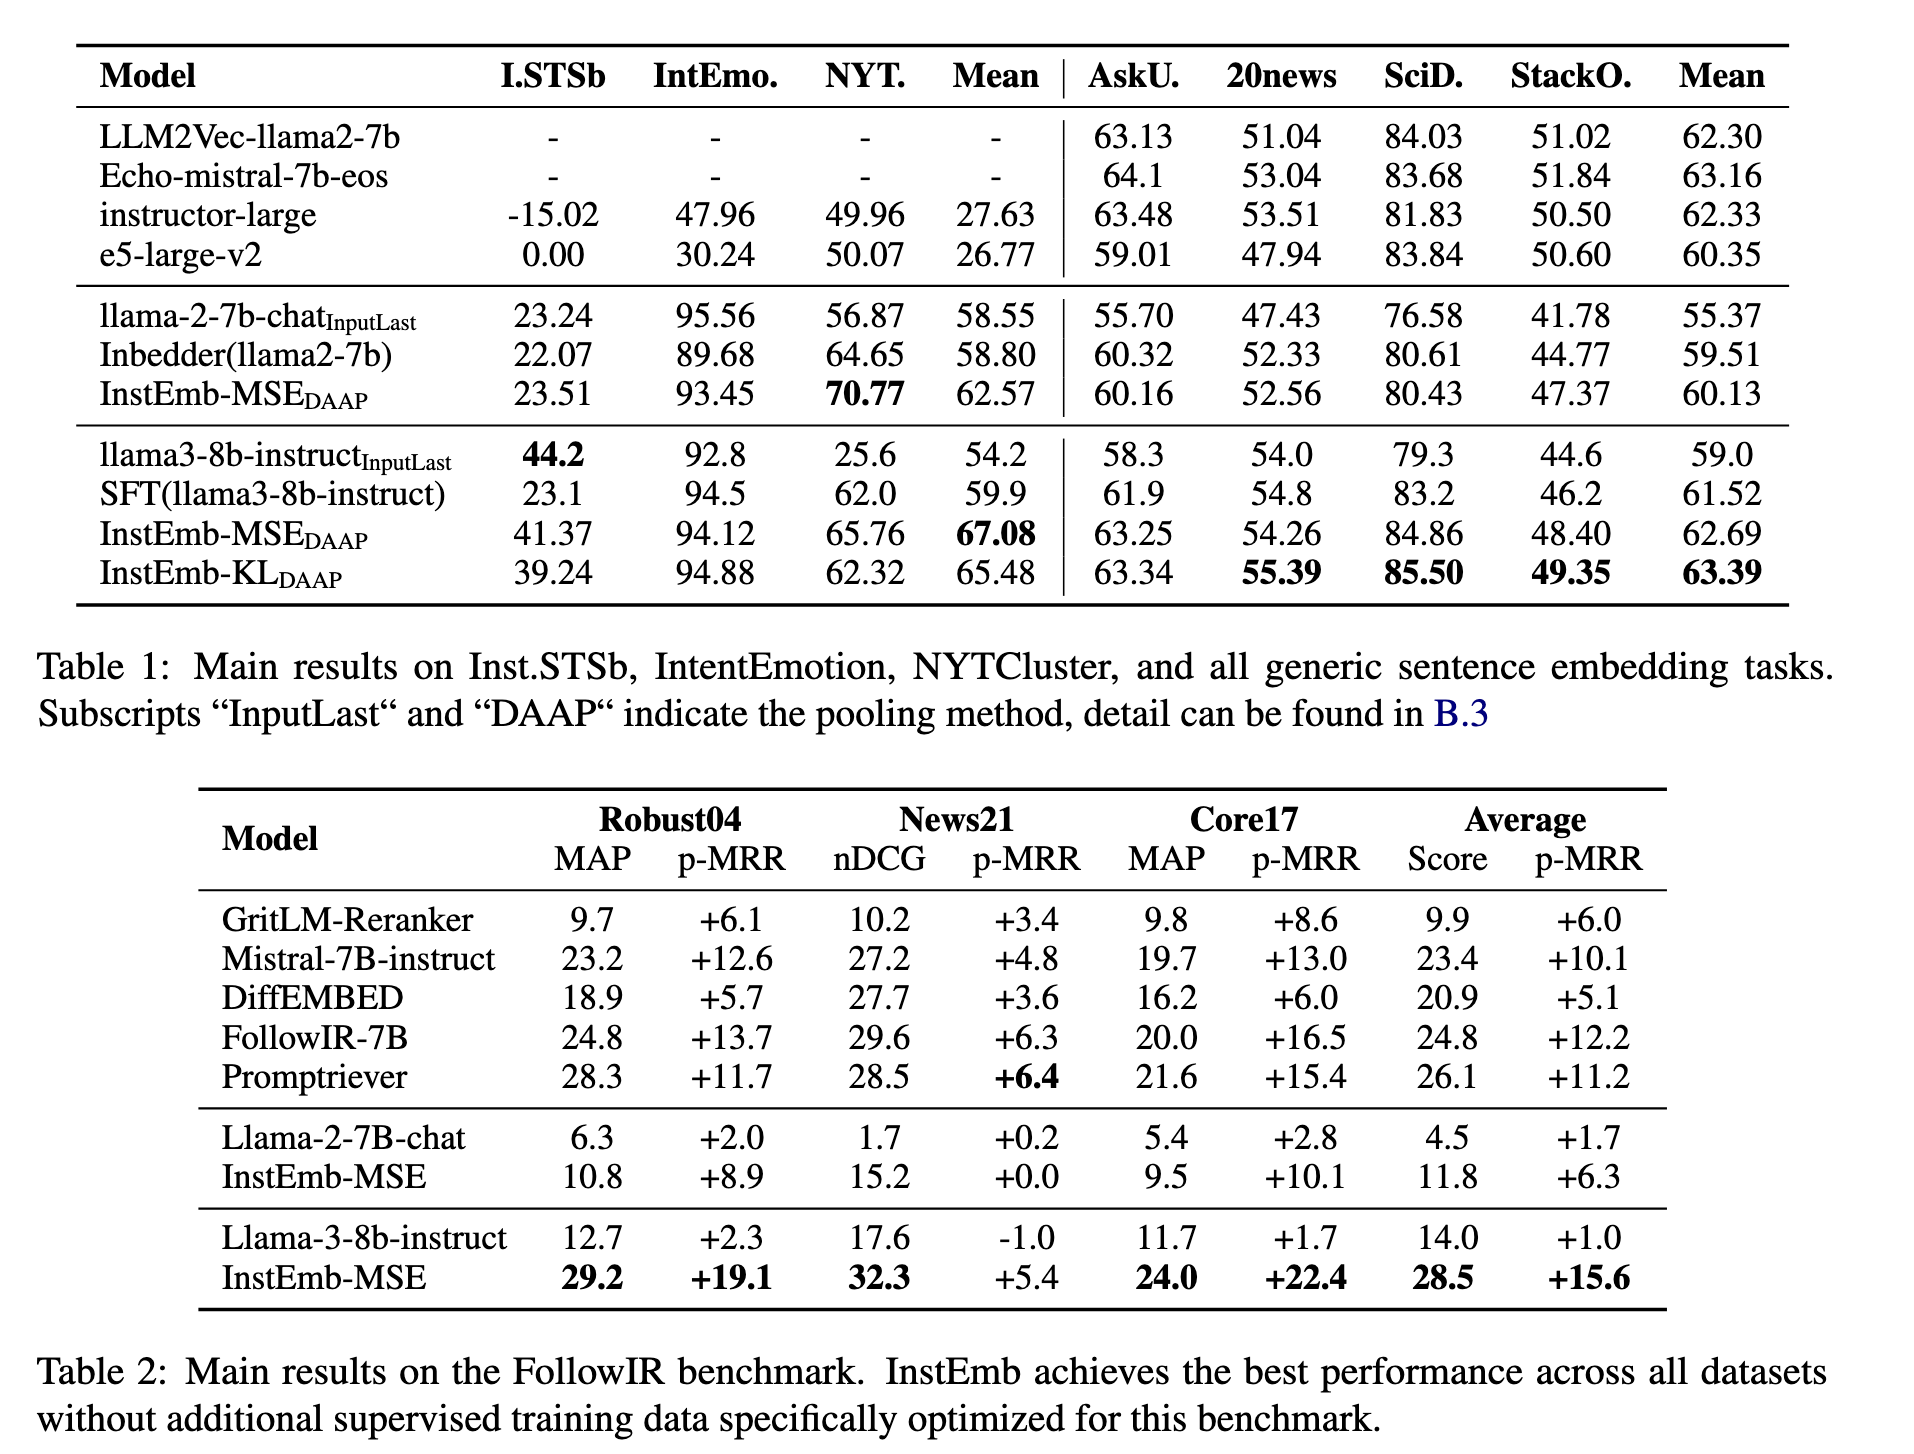 Model I.STSb IntEmo. NYT. Mean AskU. 20news SciD. StackO. Mean
LLM2Vec-llama2-7b - - - - 63.13 51.04 84.03 51.02 62.30
Echo-mistral-7b-eos - - - - 64.1 53.04 83.68 51.84 63.16
instructor-large -15.02 47.96 49.96 27.63 63.48 53.51 81.83 50.50 62.33
e5-large-v2 0.00 30.24 50.07 26.77 59.01 47.94 83.84 50.60 60.35
llama-2-7b-chatInputLast 23.24 95.56 56.87 58.55 55.70 47.43 76.58 41.78 55.37
Inbedder(llama2-7b) 22.07 89.68 64.65 58.80 60.32 52.33 80.61 44.77 59.51
InstEmb-MSEDAAP 23.51 93.45 70.77 62.57 60.16 52.56 80.43 47.37 60.13
llama3-8b-instructInputLast 44.2 92.8 25.6 54.2 58.3 54.0 79.3 44.6 59.0
SFT(llama3-8b-instruct) 23.1 94.5 62.0 59.9 61.9 54.8 83.2 46.2 61.52
InstEmb-MSEDAAP 41.37 94.12 65.76 67.08 63.25 54.26 84.86 48.40 62.69
InstEmb-KLDAAP 39.24 94.88 62.32 65.48 63.34 55.39 85.50 49.35 63.39
Table 1: Main results on Inst.STSb, IntentEmotion, NYTCluster, and all generic sentence embedding tasks.
Subscripts “InputLast“ and “DAAP“ indicate the pooling method, detail can be found in B.3
Model Robust04 News21 Core17 Average
MAP p-MRR nDCG p-MRR MAP p-MRR Score p-MRR
GritLM-Reranker 9.7 +6.1 10.2 +3.4 9.8 +8.6 9.9 +6.0
Mistral-7B-instruct 23.2 +12.6 27.2 +4.8 19.7 +13.0 23.4 +10.1
DiffEMBED 18.9 +5.7 27.7 +3.6 16.2 +6.0 20.9 +5.1
FollowIR-7B 24.8 +13.7 29.6 +6.3 20.0 +16.5 24.8 +12.2
Promptriever 28.3 +11.7 28.5 +6.4 21.6 +15.4 26.1 +11.2
Llama-2-7B-chat 6.3 +2.0 1.7 +0.2 5.4 +2.8 4.5 +1.7
InstEmb-MSE 10.8 +8.9 15.2 +0.0 9.5 +10.1 11.8 +6.3
Llama-3-8b-instruct 12.7 +2.3 17.6 -1.0 11.7 +1.7 14.0 +1.0
InstEmb-MSE 29.2 +19.1 32.3 +5.4 24.0 +22.4 28.5 +15.6
Table 2: Main results on the FollowIR benchmark. InstEmb achieves the best performance across all datasets
without additional supervised training data specifically optimized for this benchmark.